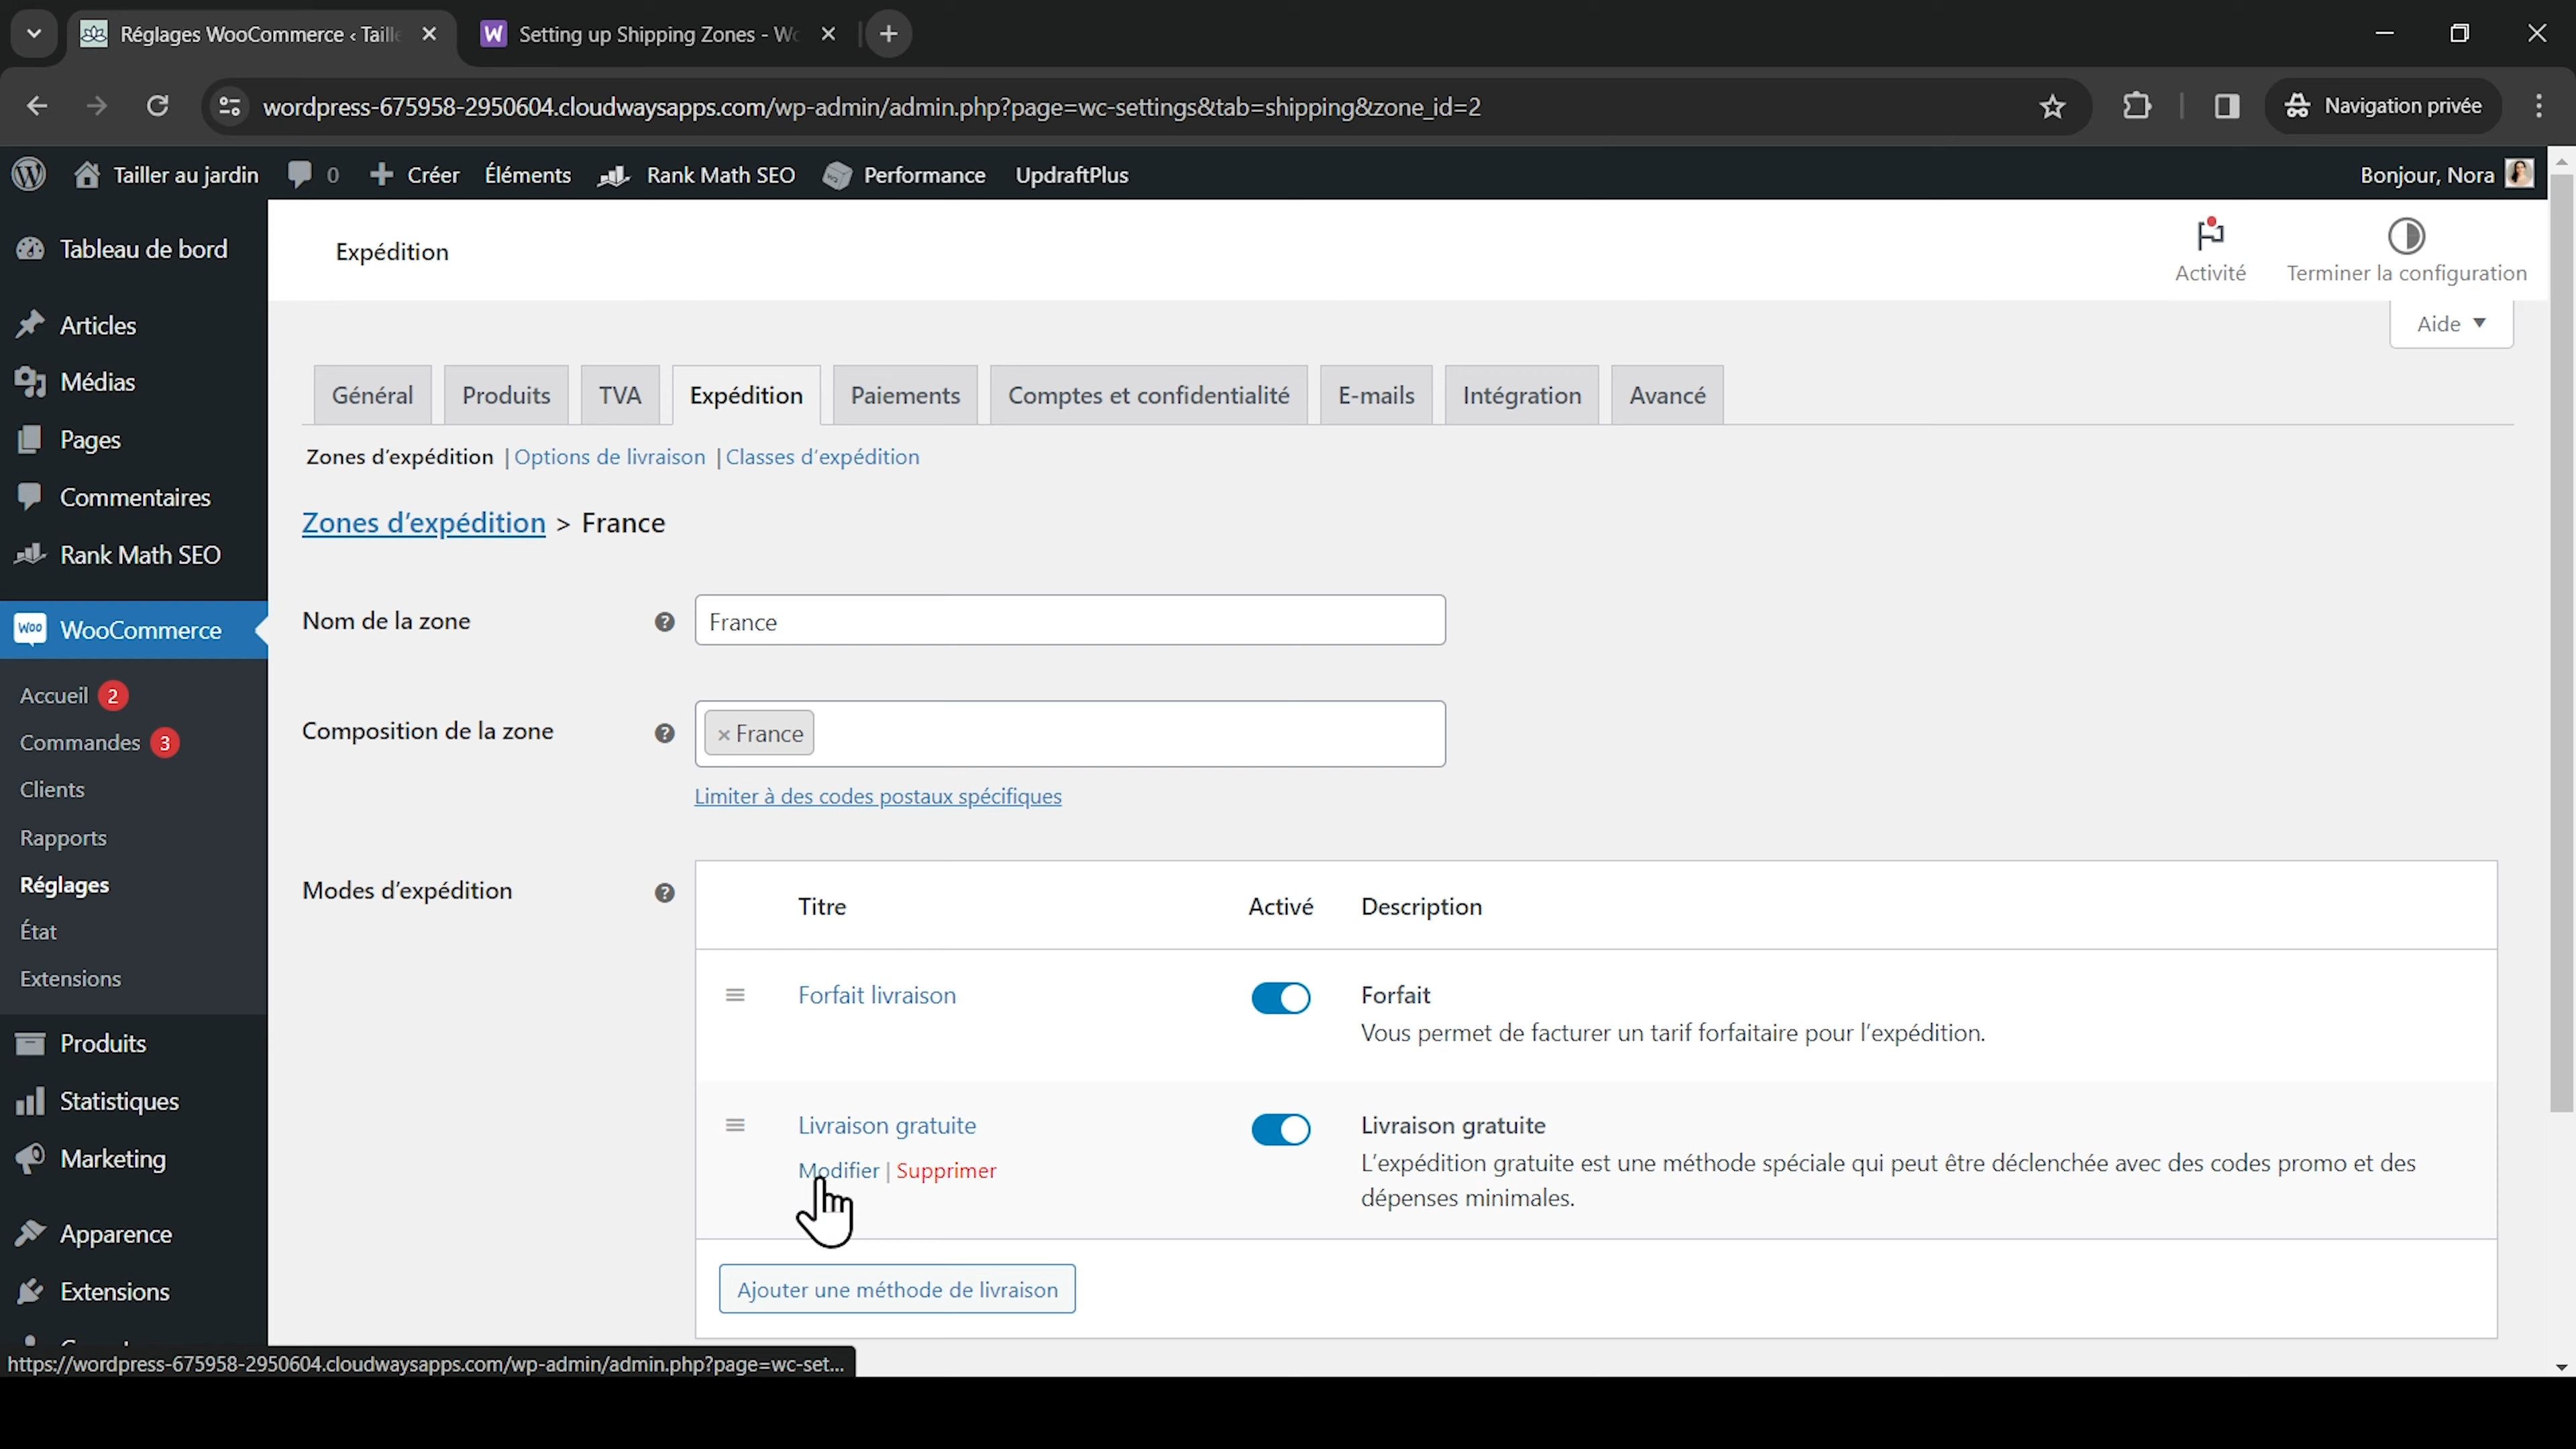 Réglages WooCommerce ‹ Taille
Setting up Shipping Zones - Wo
wordpress-675958-2950604.cloudwaysapps.com/wp-admin/admin.php?page=wc-settings&tab=shipping&zone_id=2
Navigation privée
Tailler au jardin
0
Créer
Éléments
Rank Math SEO
Performance
UpdraftPlus
Bonjour, Nora
Tableau de bord
Articles
Médias
Pages
Commentaires
Rank Math SEO
Woo WooCommerce
Accueil 2
Commandes 3
Clients
Rapports
Réglages
État
Extensions
Produits
Statistiques
Marketing
Apparence
Extensions
Expédition
Activité
Terminer la configuration
Aide
Général
Produits
TVA
Expédition
Paiements
Comptes et confidentialité
E-mails
Intégration
Avancé
Zones d'expédition | Options de livraison | Classes d'expédition
Zones d'expédition > France
Nom de la zone
France
Composition de la zone
× France
Limiter à des codes postaux spécifiques
Modes d'expédition
Titre
Activé
Description
Forfait livraison
Forfait
Vous permet de facturer un tarif forfaitaire pour l'expédition.
Livraison gratuite
Modifier | Supprimer
Livraison gratuite
L'expédition gratuite est une méthode spéciale qui peut être déclenchée avec des codes promo et des
dépenses minimales.
Ajouter une méthode de livraison
https://wordpress-675958-2950604.cloudwaysapps.com/wp-admin/admin.php?page=wc-set...